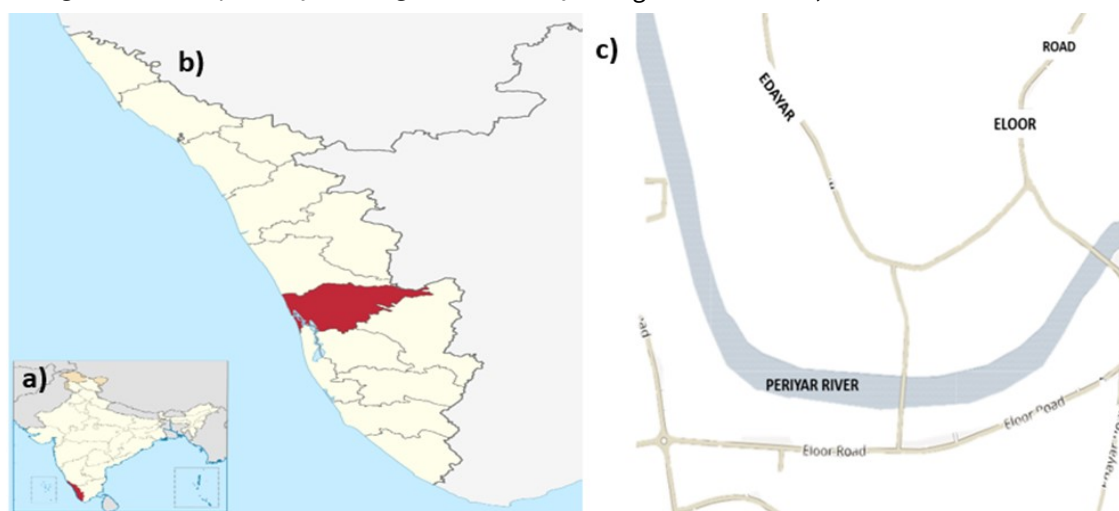 b)
a)
c)
EDAYAR
ROAD
ELOOR
PERIYAR RIVER
Eloor Road
Eloor Road